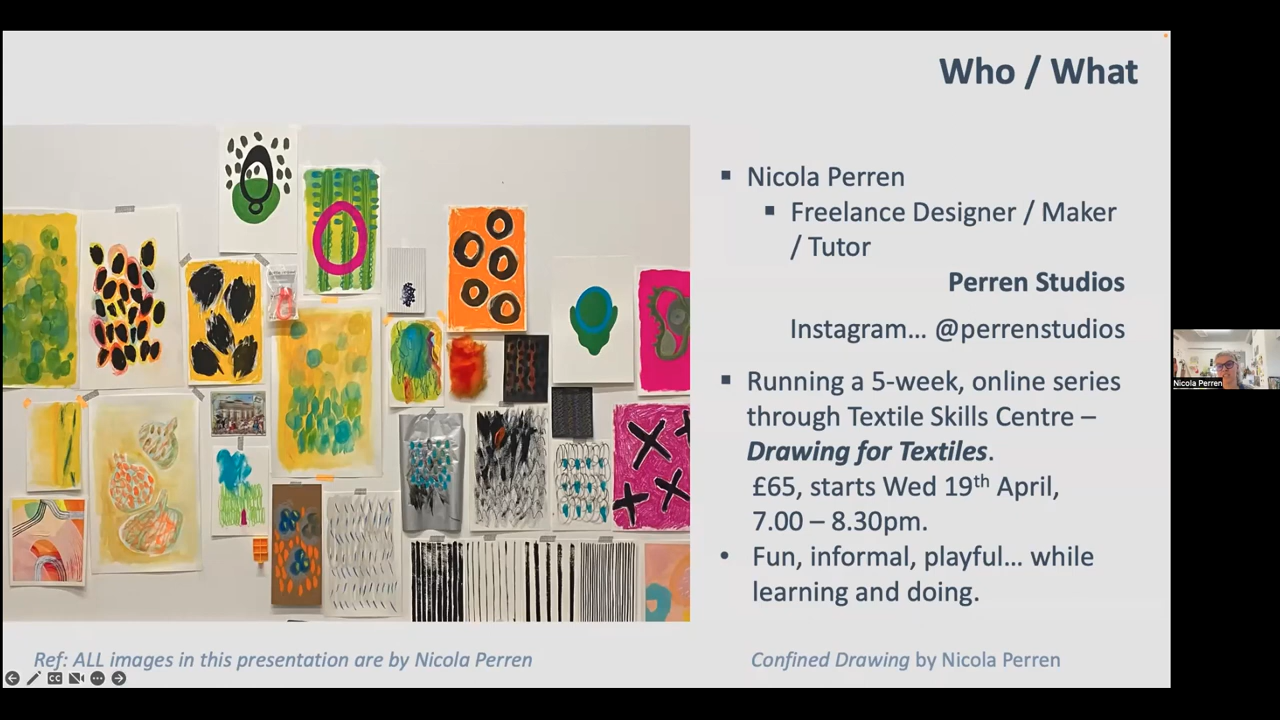 Who / What
▪ Nicola Perren
▪ Freelance Designer / Maker
/ Tutor
Perren Studios
Instagram... @perrenstudios
▪ Running a 5-week, online series
through Textile Skills Centre –
Drawing for Textiles.
£65, starts Wed 19th April,
7.00 – 8.30pm.
• Fun, informal, playful... while
learning and doing.
Ref: ALL images in this presentation are by Nicola Perren
Confined Drawing by Nicola Perren
CC
Nicola Perren